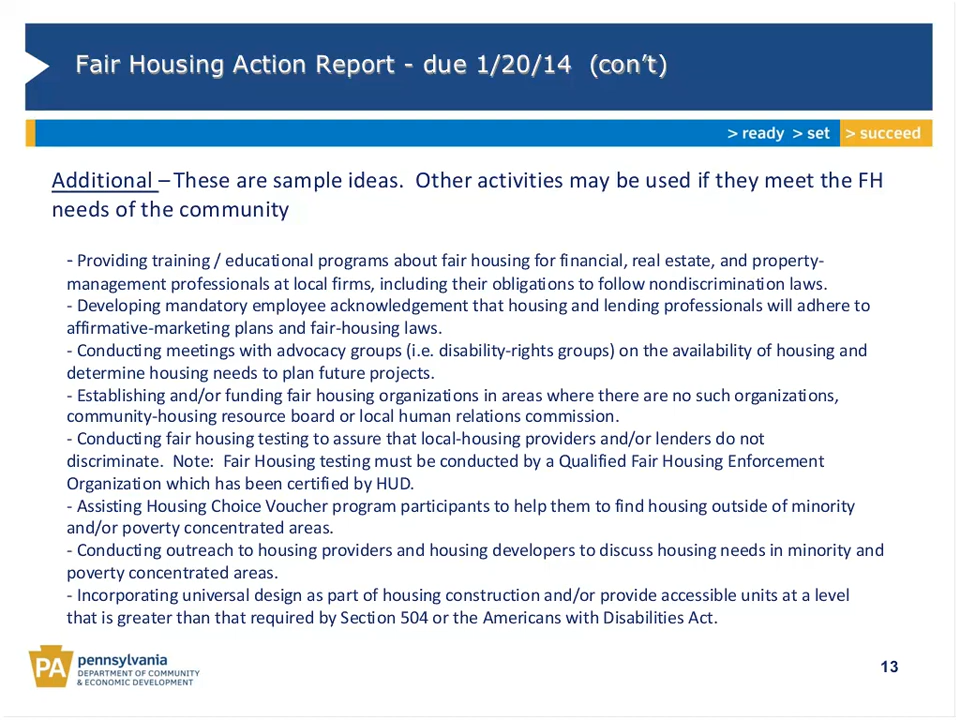 Fair Housing Action Report - due 1/20/14 (con’t)
> ready > set > succeed
Additional – These are sample ideas. Other activities may be used if they meet the FH
needs of the community
- Providing training / educational programs about fair housing for financial, real estate, and property-
management professionals at local firms, including their obligations to follow nondiscrimination laws.
- Developing mandatory employee acknowledgement that housing and lending professionals will adhere to
affirmative-marketing plans and fair-housing laws.
- Conducting meetings with advocacy groups (i.e. disability-rights groups) on the availability of housing and
determine housing needs to plan future projects.
- Establishing and/or funding fair housing organizations in areas where there are no such organizations,
community-housing resource board or local human relations commission.
- Conducting fair housing testing to assure that local-housing providers and/or lenders do not
discriminate. Note: Fair Housing testing must be conducted by a Qualified Fair Housing Enforcement
Organization which has been certified by HUD.
- Assisting Housing Choice Voucher program participants to help them to find housing outside of minority
and/or poverty concentrated areas.
- Conducting outreach to housing providers and housing developers to discuss housing needs in minority and
poverty concentrated areas.
- Incorporating universal design as part of housing construction and/or provide accessible units at a level
that is greater than that required by Section 504 or the Americans with Disabilities Act.
PA
pennsylvania
DEPARTMENT OF COMMUNITY
& ECONOMIC DEVELOPMENT
13